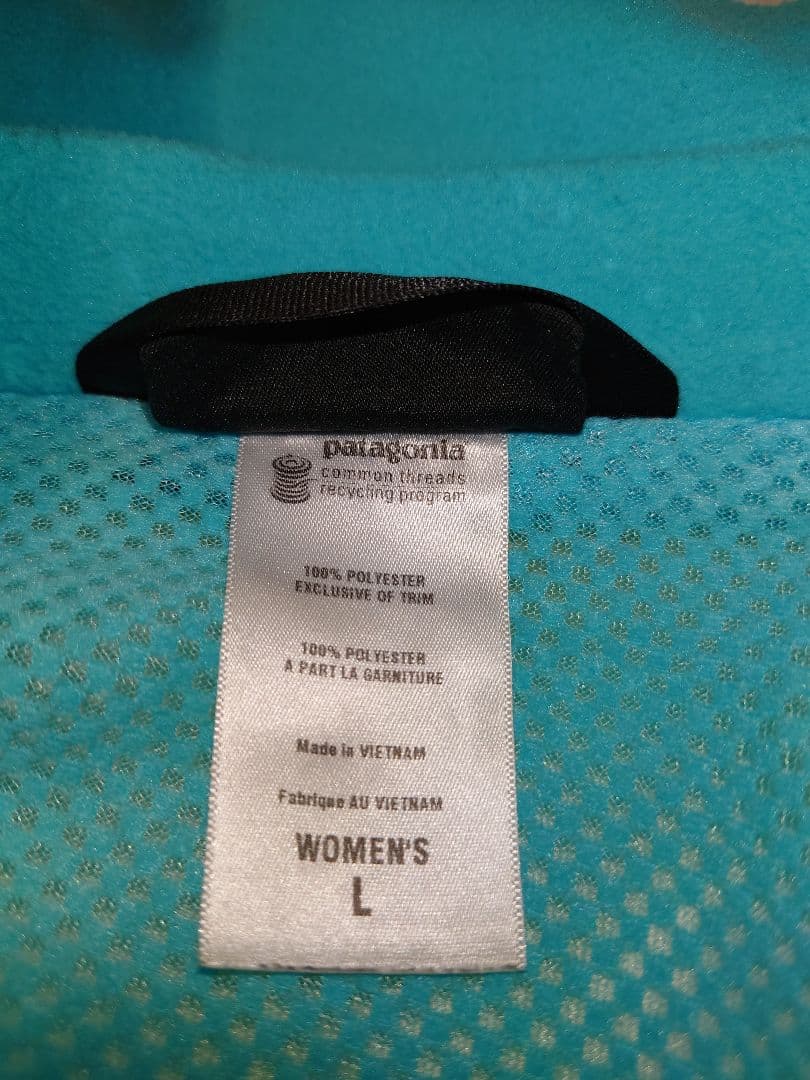 patagonia
common threads
recycling program
100% POLYESTER
EXCLUSIVE OF TRIM
100% POLYESTER
A PART LA GARNITURE
Made in VIETNAM
Fabrique AU VIETNAM
WOMEN'S
L